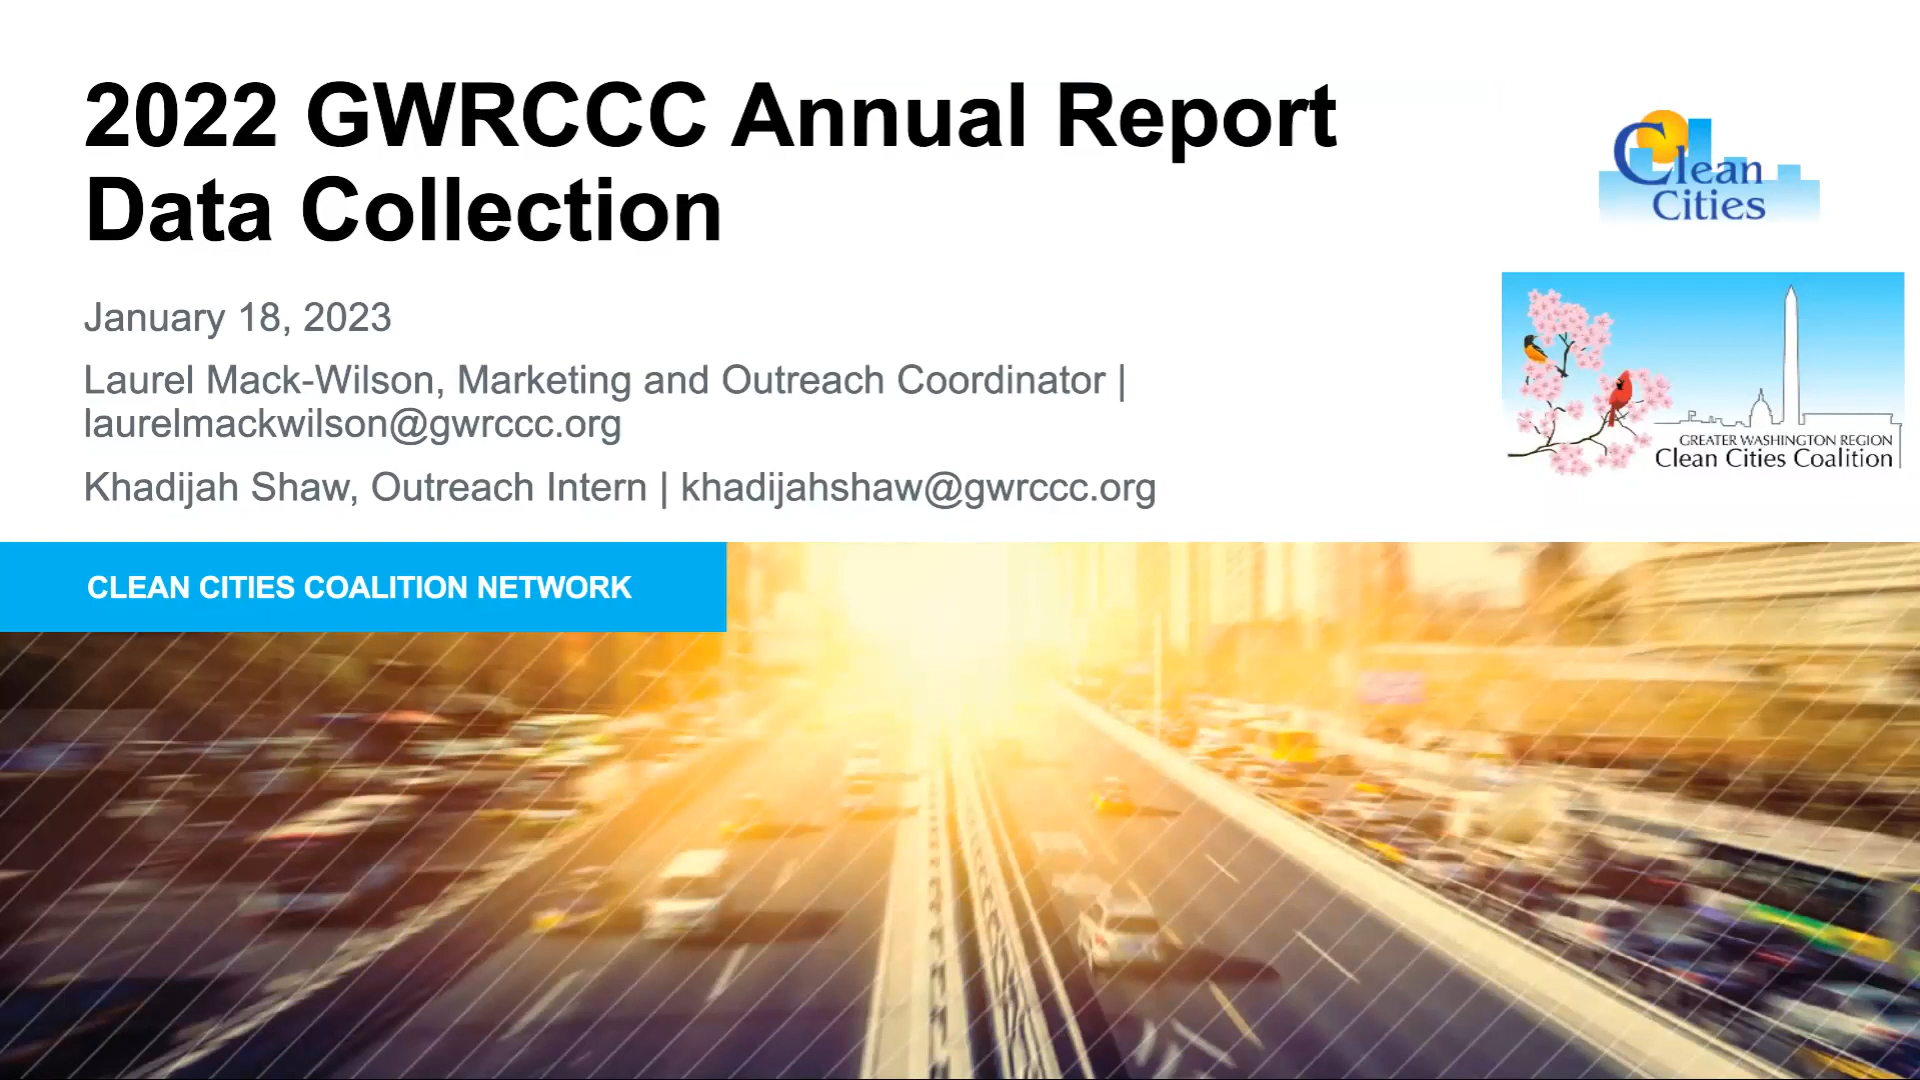 2022 GWRCCC Annual Report
Data Collection
January 18, 2023
Laurel Mack-Wilson, Marketing and Outreach Coordinator |
laurelmackwilson@gwrccc.org
Khadijah Shaw, Outreach Intern | khadijahshaw@gwrccc.org
Clean
Cities
GREATER WASHINGTON REGION
Clean Cities Coalition
CLEAN CITIES COALITION NETWORK